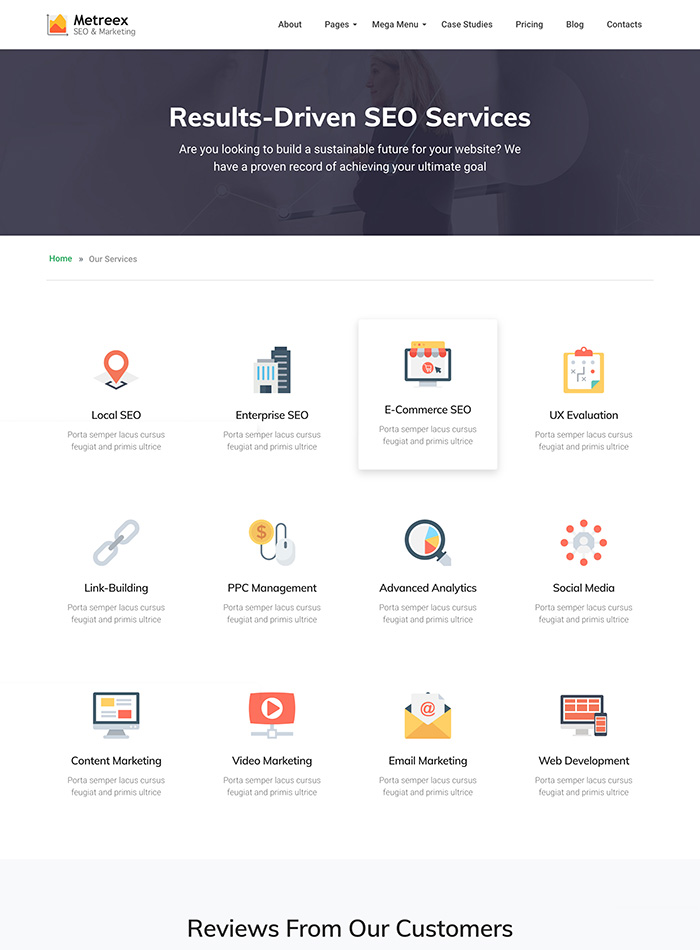 Metreex
SEO & Marketing
About
Pages
Mega Menu
Case Studies
Pricing
Blog
Contacts
Results-Driven SEO Services
Are you looking to build a sustainable future for your website? We
have a proven record of achieving your ultimate goal
Home » Our Services
Local SEO
Porta semper lacus cursus
feugiat and primis ultrice
Enterprise SEO
Porta semper lacus cursus
feugiat and primis ultrice
E-Commerce SEO
Porta semper lacus cursus
feugiat and primis ultrice
UX Evaluation
Porta semper lacus cursus
feugiat and primis ultrice
Link-Building
Porta semper lacus cursus
feugiat and primis ultrice
PPC Management
Porta semper lacus cursus
feugiat and primis ultrice
Advanced Analytics
Porta semper lacus cursus
feugiat and primis ultrice
Social Media
Porta semper lacus cursus
feugiat and primis ultrice
Content Marketing
Porta semper lacus cursus
feugiat and primis ultrice
Video Marketing
Porta semper lacus cursus
feugiat and primis ultrice
Email Marketing
Porta semper lacus cursus
feugiat and primis ultrice
Web Development
Porta semper lacus cursus
feugiat and primis ultrice
Reviews From Our Customers